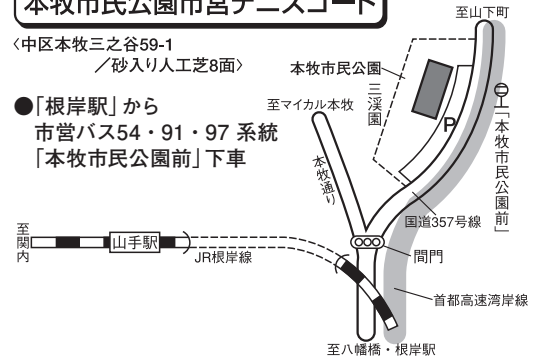 本牧市民公園市営テニスコート
〈中区本牧三之谷59-1
／砂入り人工芝8面〉
●「根岸駅」から
市営バス54・91・97 系統
「本牧市民公園前」下車
至山下町
本牧市民公園
三溪園
至マイカル本牧
P
「本牧市民公園前」
本牧通り
国道357号線
至関内
山手駅
JR根岸線
間門
首都高速湾岸線
至八幡橋・根岸駅